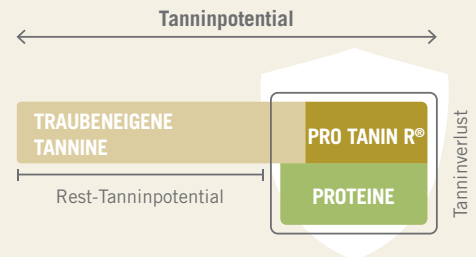 Tanninpotential
TRAUBENEIGENE
TANNINE
PRO TANIN R®
PROTEINE
Rest-Tanninpotential
Tanninverlust